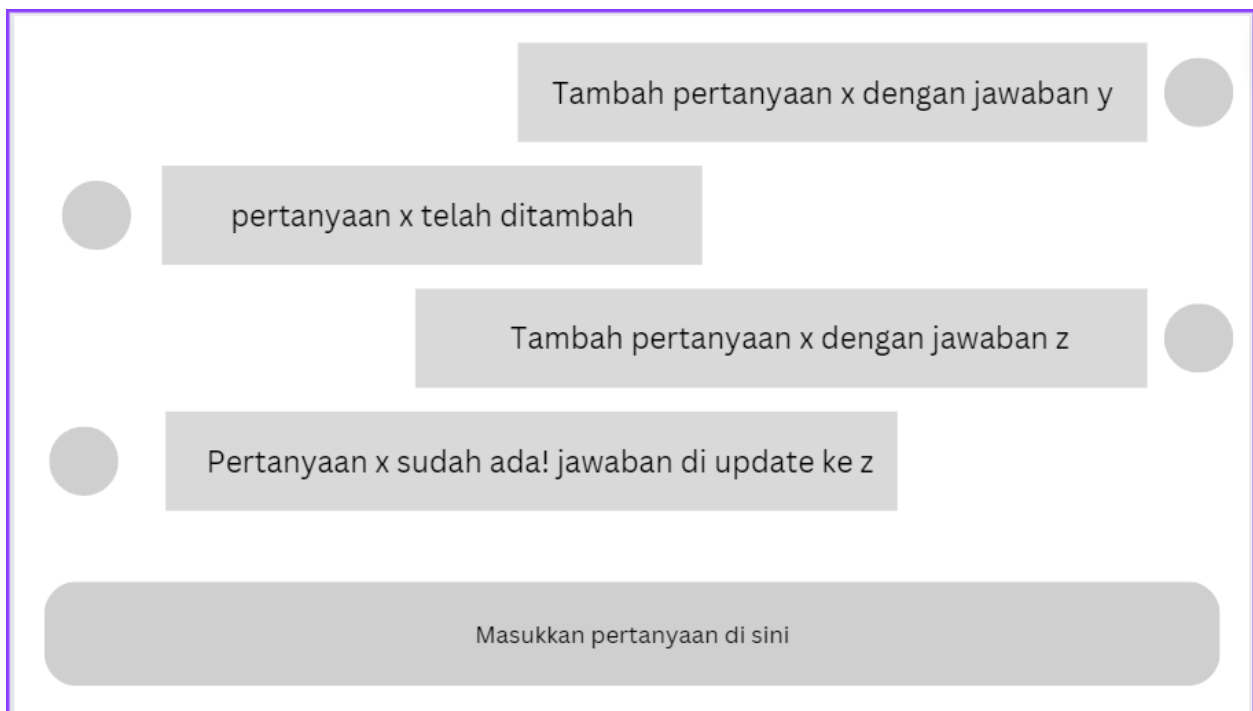 Tambah pertanyaan x dengan jawaban y
pertanyaan x telah ditambah
Tambah pertanyaan x dengan jawaban z
Pertanyaan x sudah ada! jawaban di update ke z
Masukkan pertanyaan di sini